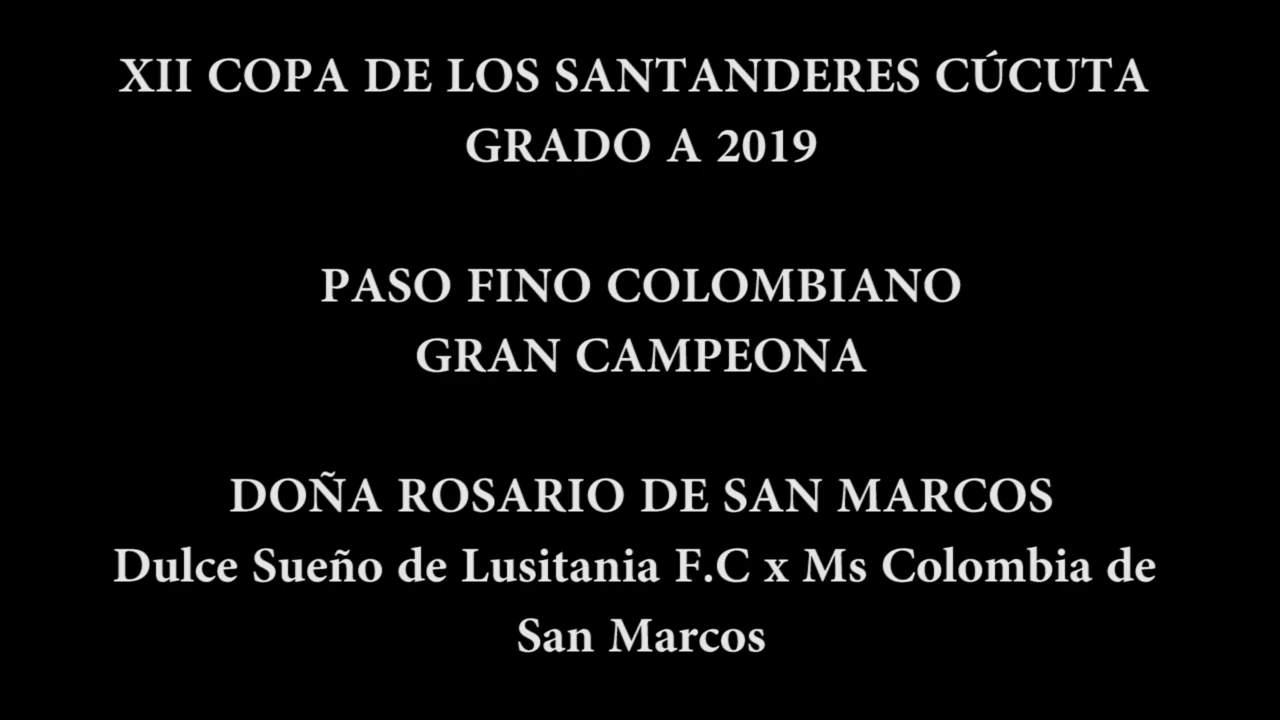 XII COPA DE LOS SANTANDERES CÚCUTA
GRADO A 2019
PASO FINO COLOMBIANO
GRAN CAMPEONA
DOÑA ROSARIO DE SAN MARCOS
Dulce Sueño de Lusitania F.C x Ms Colombia de
San Marcos